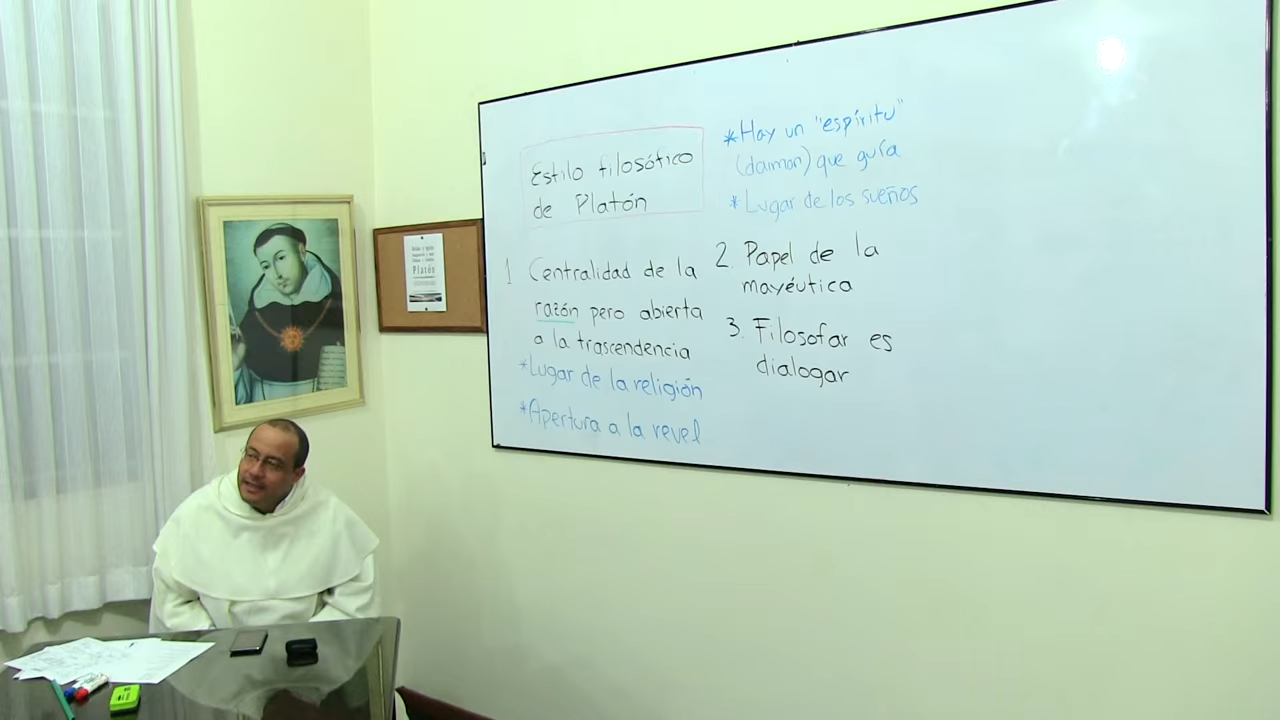 Estilo filosófico
de Platón
1 Centralidad de la
razón pero abierta
a la trascendencia
*Lugar de la religión
*Apertura a la revel
*Hay un "espíritu"
(daimon) que guía
*Lugar de los sueños
2. Papel de la
mayéutica
3. Filosofar es
dialogar
Platón